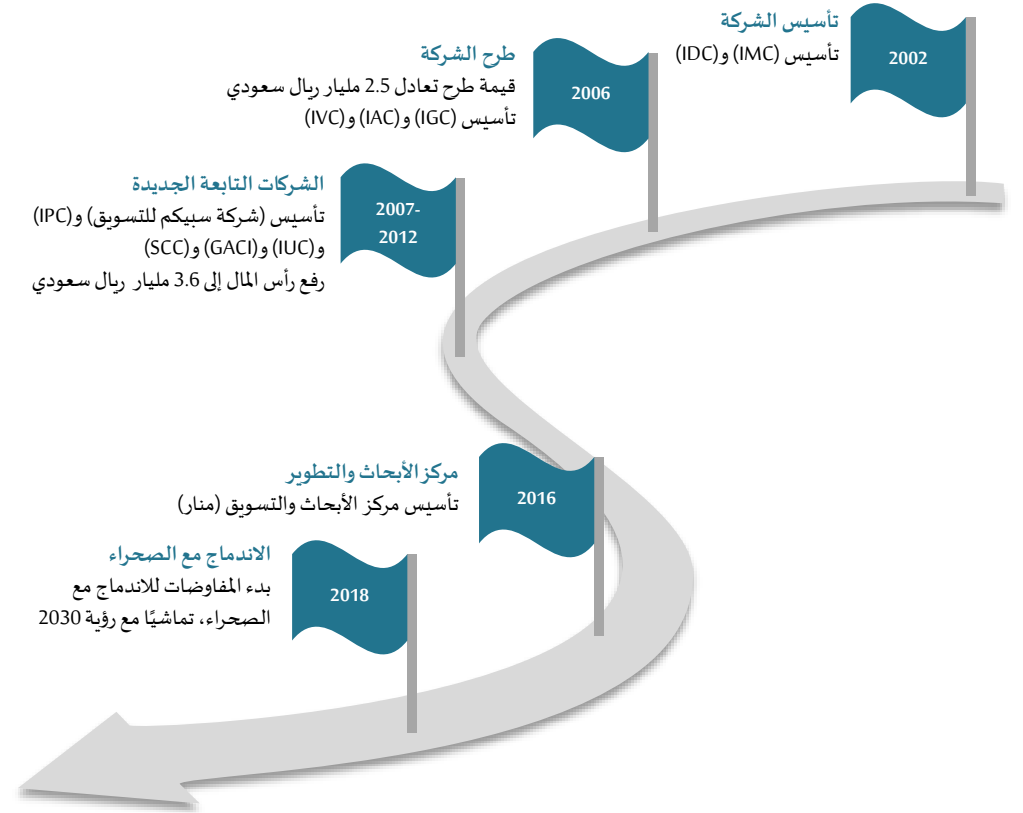 2002
تأسيس الشركة
تأسيس (IMC) و(IDC)
2006
طرح الشركة
قيمة طرح تعادل 2.5 مليار ريال سعودي
تأسيس (IGC) و(IAC) و(IVC)
2007-
2012
الشركات التابعة الجديدة
تأسيس (شركة سبيكم للتسويق) و(IPC)
و(IUC) و(GACI) و(SCC)
رفع رأس المال إلى 3.6 مليار ريال سعودي
2016
مركز الأبحاث والتطوير
تأسيس مركز الأبحاث والتسويق (منار)
2018
الاندماج مع الصحراء
بدء المفاوضات للاندماج مع
الصحراء، تماشيًا مع رؤية 2030